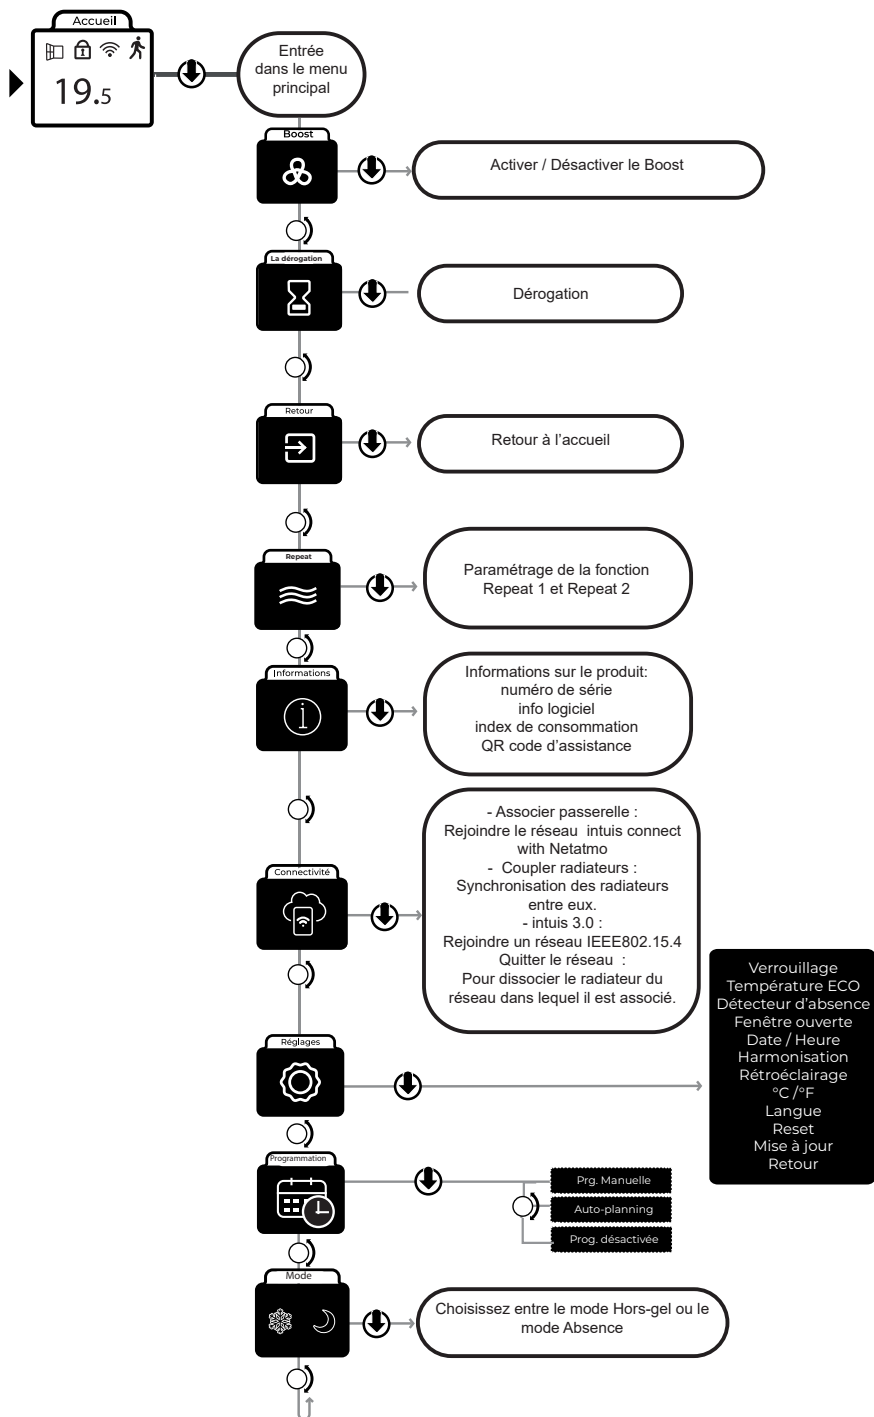 Accueil
19.5
Entrée
dans le menu
principal
Boost
Activer / Désactiver le Boost
La dérogation
Dérogation
Retour
Retour à l'accueil
Repeat
Paramétrage de la fonction
Repeat 1 et Repeat 2
Informations
Informations sur le produit:
numéro de série
info logiciel
index de consommation
QR code d'assistance
Connectivité
- Associer passerelle :
Rejoindre le réseau intuis connect
with Netatmo
- Coupler radiateurs :
Synchronisation des radiateurs
entre eux.
- intuis 3.0 :
Rejoindre un réseau IEEE802.15.4
Quitter le réseau :
Pour dissocier le radiateur du
réseau dans lequel il est associé.
Réglages
Verrouillage
Température ECO
Détecteur d'absence
Fenêtre ouverte
Date / Heure
Harmonisation
Rétroéclairage
°C /°F
Langue
Reset
Mise à jour
Retour
Programmation
Prg. Manuelle
Auto-planning
Prog. désactivée
Mode
Choisissez entre le mode Hors-gel ou le
mode Absence